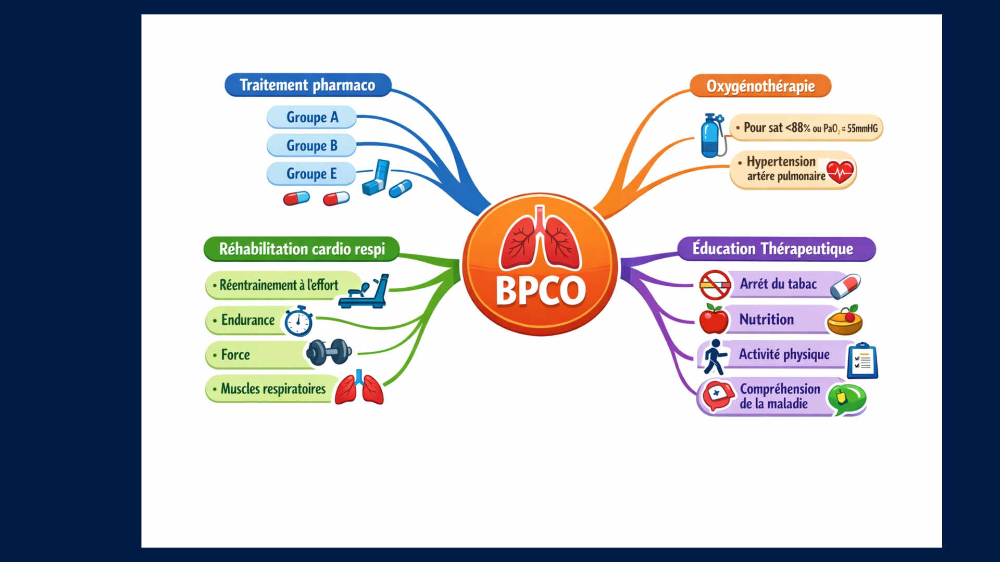 Traitement pharmaco
Groupe A
Groupe B
Groupe E
Réhabilitation cardio respi
• Réentrainement à l'effort
• Endurance
• Force
• Muscles respiratoires
BPCO
Oxygénothérapie
• Pour sat <88% ou PaO₂ = 55mmHG
• Hypertension
artére pulmonaire
Éducation Thérapeutique
Arrét du tabac
Nutrition
Activité physique
Compréhension
de la maladie